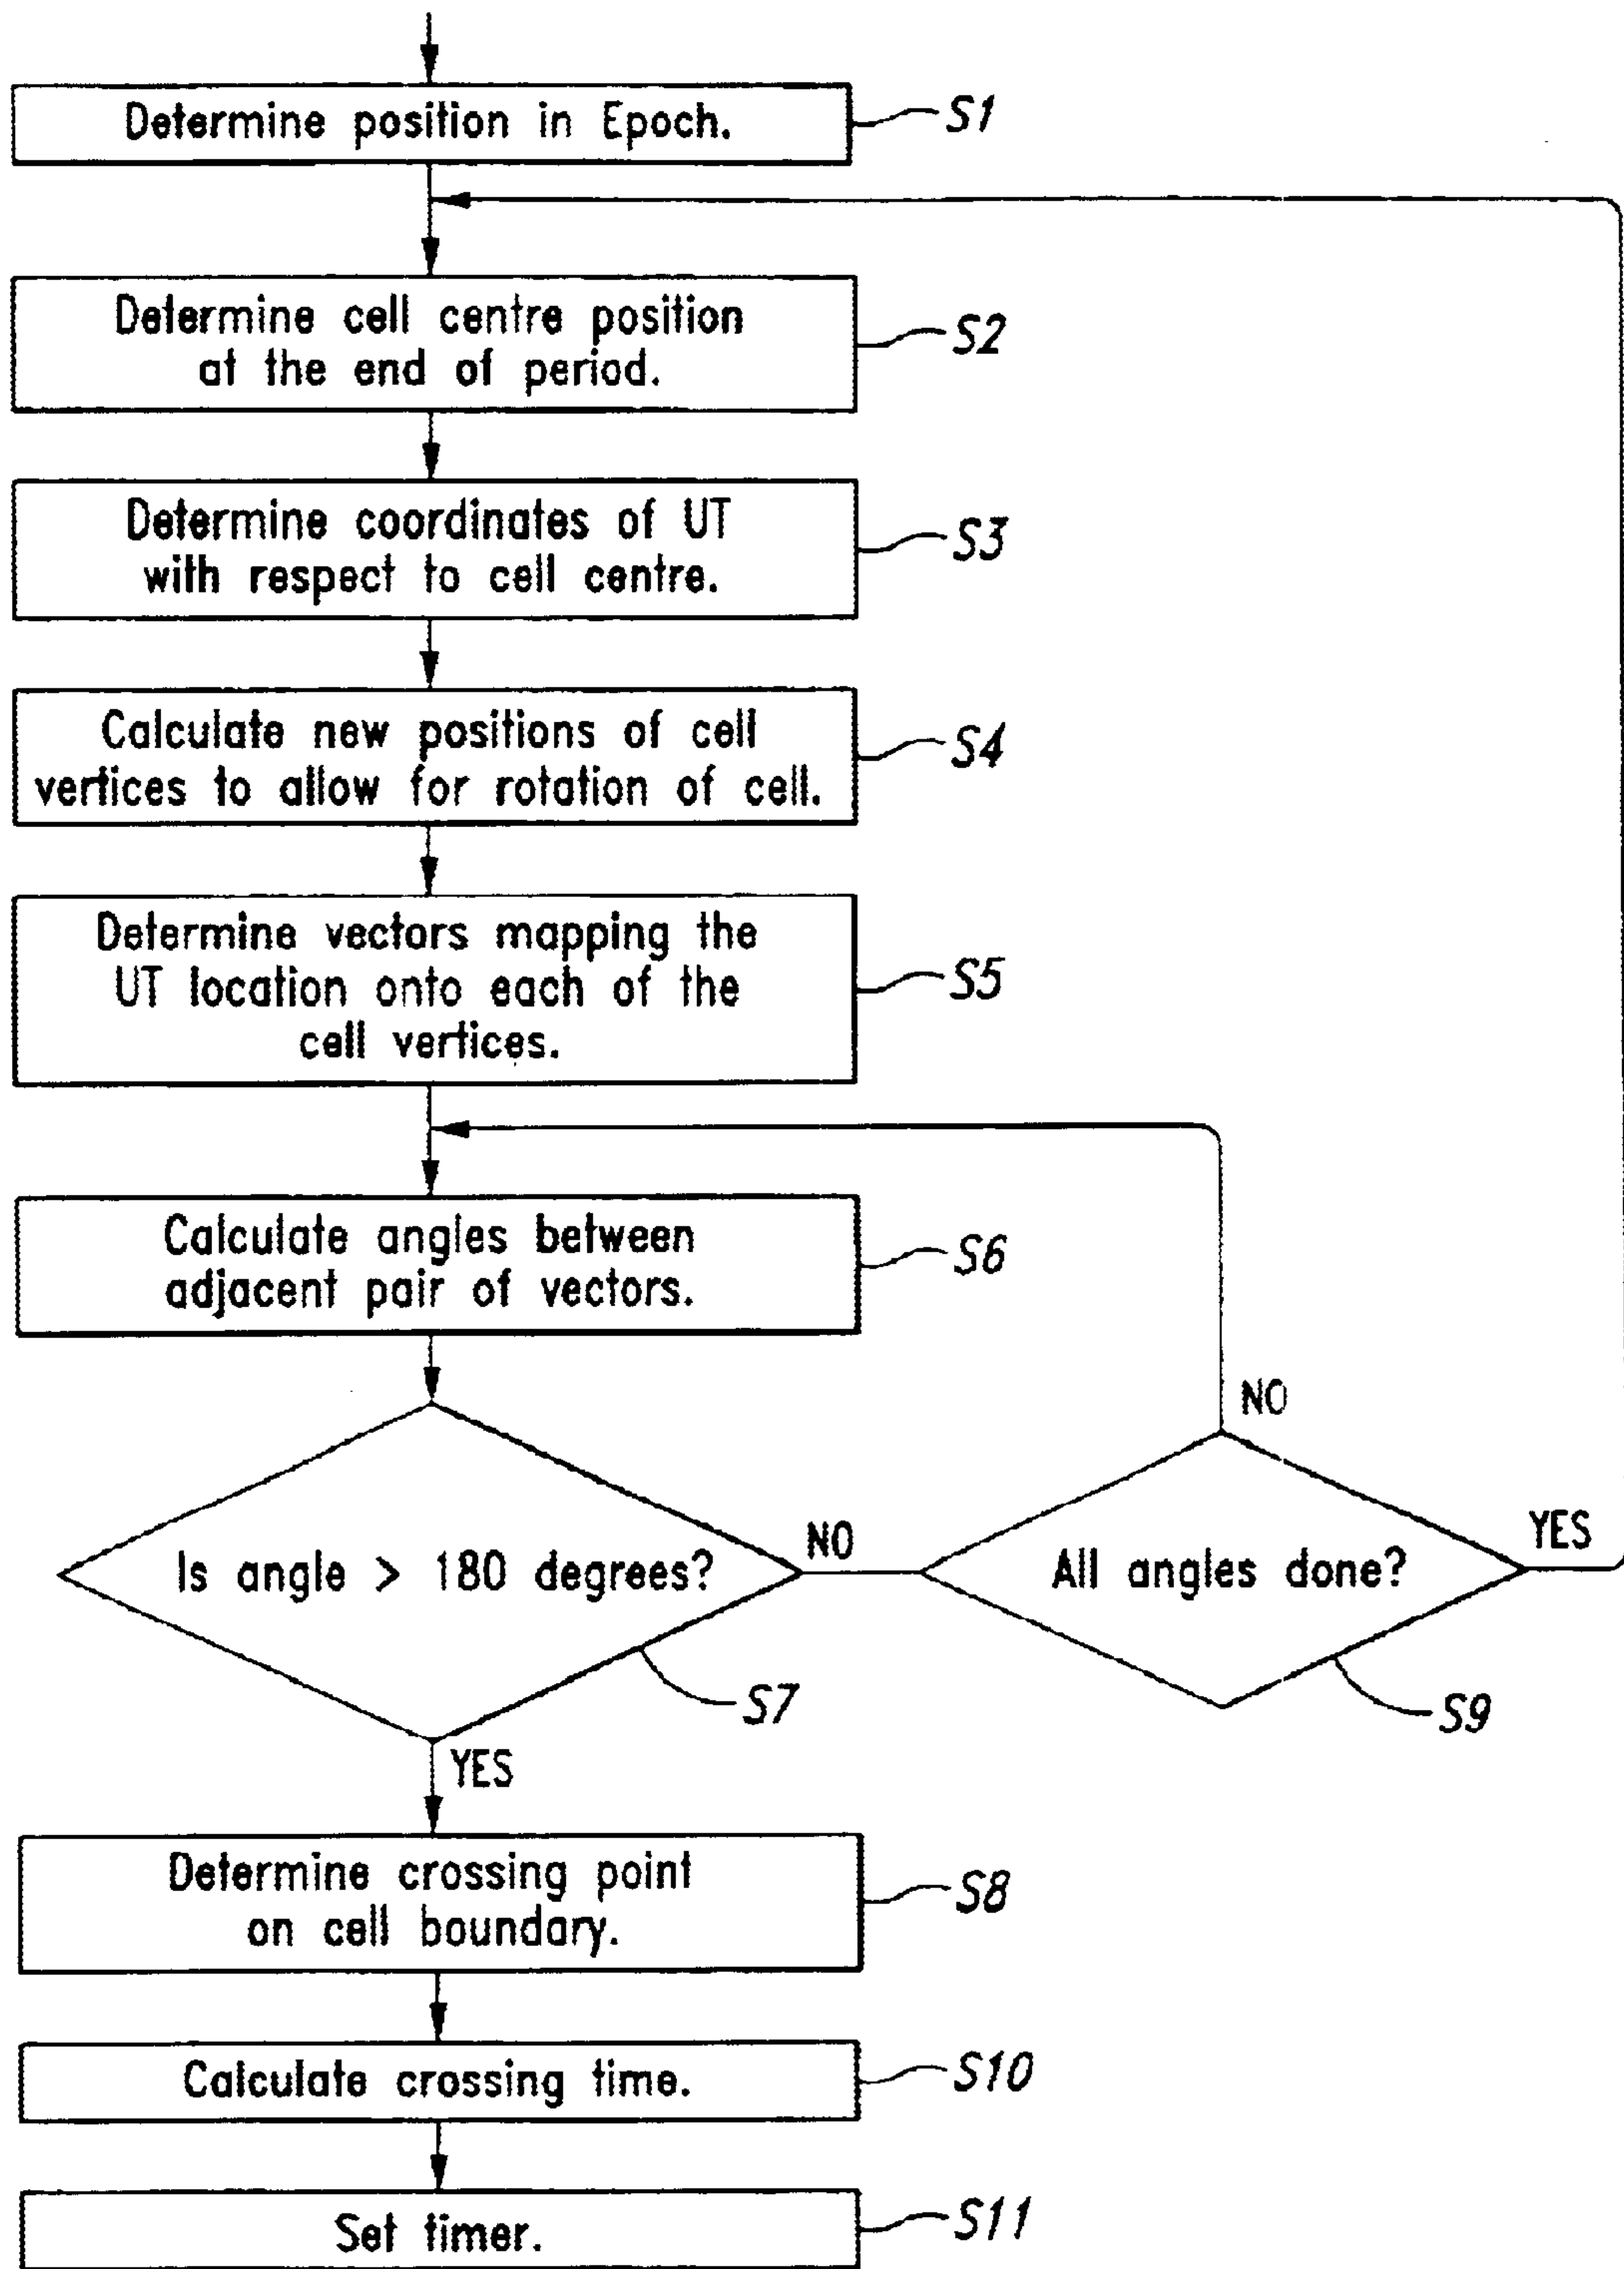 Determine position in Epoch.
S1
Determine cell centre position
at the end of period.
S2
Determine coordinates of UT
with respect to cell centre.
S3
Calculate new positions of cell
vertices to allow for rotation of cell.
S4
Determine vectors mapping the
UT location onto each of the
cell vertices.
S5
Calculate angles between
adjacent pair of vectors.
S6
NO
Is angle > 180 degrees?
NO
All angles done?
YES
S7
S9
YES
Determine crossing point
on cell boundary.
S8
Calculate crossing time.
S10
Set timer.
S11